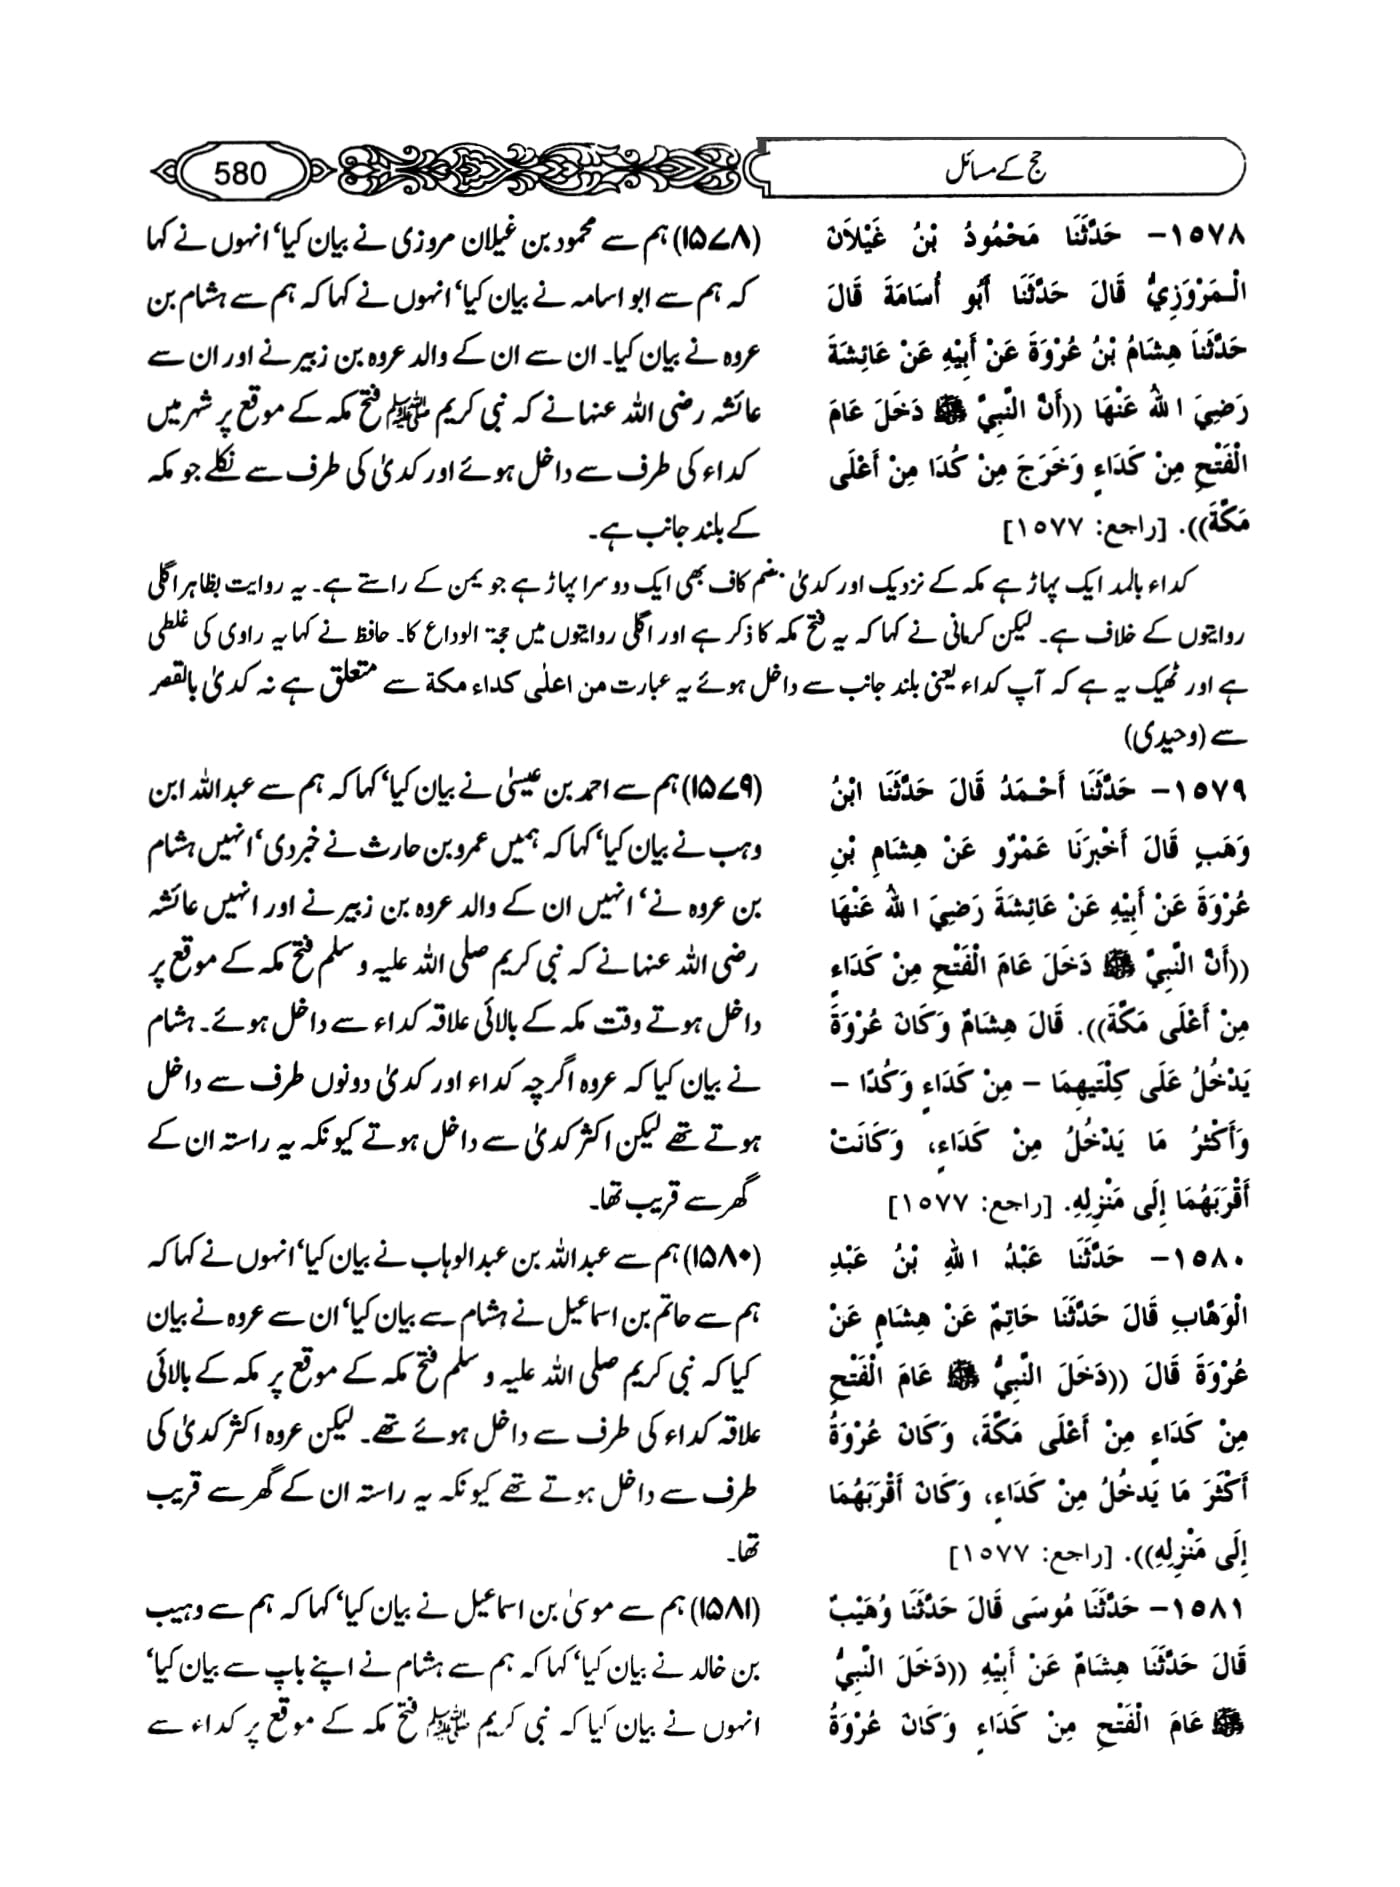 حج کے مسائل
580
١٥٧٨- حَدَّثَنَا مَحْمُودُ بْنُ غَيْلاَنَ
الْـمَرْوَزِيُّ قَالَ حَدَّثَنَا أَبُو أُسَامَةَ قَالَ
حَدَّثَنَا هِشَامُ بْنُ عُرْوَةَ عَنْ أَبِيْهِ عَنْ عَائِشَةَ
رَضِيَ اللهُ عَنْهَا ((أَنَّ النَّبِيَّ ﷺ دَخَلَ عَامَ
الْفَتْحِ مِنْ كَدَاءٍ وَخَرَجَ مِنْ كُدَا مِنْ أَعْلَى
مَكَّةَ)). [راجع: ١٥٧٧]
(۱۵۷۸) ہم سے محمود بن غیلان مروزی نے بیان کیا‘ انہوں نے کہا
کہ ہم سے ابو اسامہ نے بیان کیا‘ انہوں نے کہا کہ ہم سے ہشام بن
عروہ نے بیان کیا۔ ان سے ان کے والد عروہ بن زبیر نے اور ان سے
عائشہ رضی اللہ عنہا نے کہ نبی کریم ﷺ فتح مکہ کے موقع پر شہر میں
کداء کی طرف سے داخل ہوئے اور کدیٰ کی طرف سے نکلے جو مکہ
کے بلند جانب ہے۔
کداء بالمد ایک پہاڑ ہے مکہ کے نزدیک اور کدیٰ بضم کاف بھی ایک دوسرا پہاڑ ہے جو یمن کے راستے ہے۔ یہ روایت بظاہر اگلی
روایتوں کے خلاف ہے۔ لیکن کرمانی نے کہا کہ یہ فتح مکہ کا ذکر ہے اور اگلی روایتوں میں حجۃ الوداع کا۔ حافظ نے کہا یہ راوی کی غلطی
ہے اور ٹھیک یہ ہے کہ آپ کداء یعنی بلند جانب سے داخل ہوئے یہ عبارت من اعلٰی کداء مکۃ سے متعلق ہے نہ کدیٰ بالقصر
سے (وحیدی)
١٥٧٩- حَدَّثَنَا أَحْـمَدُ قَالَ حَدَّثَنَا ابْنُ
وَهَبٍ قَالَ أَخْبَرَنَا عَمْرٌو عَنْ هِشَامِ بْنِ
عُرْوَةَ عَنْ أَبِيْهِ عَنْ عَائِشَةَ رَضِيَ اللهُ عَنْهَا
((أَنَّ النَّبِيَّ ﷺ دَخَلَ عَامَ الْفَتْحِ مِنْ كَدَاءٍ
مِنْ أَعْلَى مَكَّةَ)). قَالَ هِشَامٌ وَكَانَ عُرْوَةَ
يَدْخُلُ عَلَى كِلْتَيهِمَا – مِنْ كَدَاءٍ وَكُدًا –
وَأَكْثَرُ مَا يَدْخُلُ مِنْ كَدَاءٍ، وَكَانَتْ
أَقْرَبَهُمَا إِلَى مَنْزِلِهِ. [راجع: ١٥٧٧]
(۱۵۷۹) ہم سے احمد بن عیسیٰ نے بیان کیا‘ کہا کہ ہم سے عبداللہ ابن
وہب نے بیان کیا‘ کہا کہ ہمیں عمرو بن حارث نے خبر دی‘ انہیں ہشام
بن عروہ نے‘ انہیں ان کے والد عروہ بن زبیر نے اور انہیں عائشہ
رضی اللہ عنہا نے کہ نبی کریم صلی اللہ علیہ و سلم فتح مکہ کے موقع پر
داخل ہوتے وقت مکہ کے بالائی علاقہ کداء سے داخل ہوئے۔ ہشام
نے بیان کیا کہ عروہ اگرچہ کداء اور کدیٰ دونوں طرف سے داخل
ہوتے تھے لیکن اکثر کدیٰ سے داخل ہوتے کیونکہ یہ راستہ ان کے
گھر سے قریب تھا۔
١٥٨٠- حَدَّثَنَا عَبْدُ اللهِ بْنُ عَبْدِ
الْوَهَّابِ قَالَ حَدَّثَنَا حَاتِمٌ عَنْ هِشَامٍ عَنْ
عُرْوَةَ قَالَ ((دَخَلَ النَّبِيُّ ﷺ عَامَ الْفَتْحِ
مِنْ كَدَاءٍ مِنْ أَعْلَى مَكَّةَ، وَكَانَ عُرْوَةُ
أَكْثَرَ مَا يَدخُلُ مِنْ كَدَاءٍ، وَكَانَ أَقْرَبَهُمَا
إِلَى مَنْزِلِهِ)). [راجع: ١٥٧٧]
(۱۵۸۰) ہم سے عبداللہ بن عبدالوہاب نے بیان کیا‘ انہوں نے کہا کہ
ہم سے حاتم بن اسماعیل نے ہشام سے بیان کیا‘ ان سے عروہ نے بیان
کیا کہ نبی کریم صلی اللہ علیہ و سلم فتح مکہ کے موقع پر مکہ کے بالائی
علاقہ کداء کی طرف سے داخل ہوئے تھے۔ لیکن عروہ اکثر کدیٰ کی
طرف سے داخل ہوتے تھے کیونکہ یہ راستہ ان کے گھر سے قریب
تھا۔
١٥٨١- حَدَّثَنَا مُوسَى قَالَ حَدَّثَنَا وُهَيْبٌ
قَالَ حَدَّثَنَا هِشَامٌ عَنْ أَبِيْهِ ((دَخَلَ النَّبِيُّ
ﷺ عَامَ الْفَتْحِ مِنْ كَدَاءٍ وَكَانَ عُرْوَةُ
(۱۵۸۱) ہم سے موسیٰ بن اسماعیل نے بیان کیا‘ کہا کہ ہم سے وہیب
بن خالد نے بیان کیا‘ کہا کہ ہم سے ہشام نے اپنے باپ سے بیان کیا‘
انہوں نے بیان کیا کہ نبی کریم ﷺ فتح مکہ کے موقع پر کداء سے